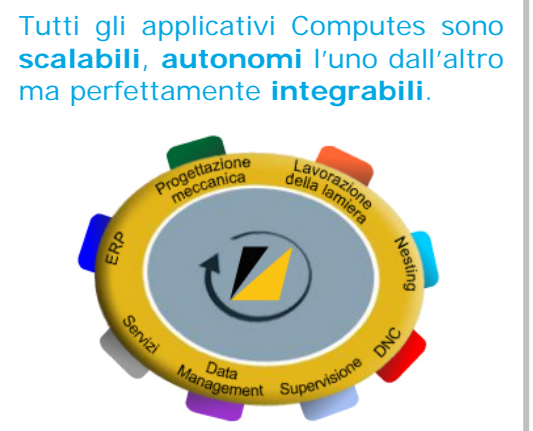 Tutti gli applicativi Computes sono
scalabili, autonomi l'uno dall'altro
ma perfettamente integrabili.
Progettazione
meccanica
Lavorazione
della lamiera
Nesting
DNC
Supervisione
Data
Management
Servizi
ERP